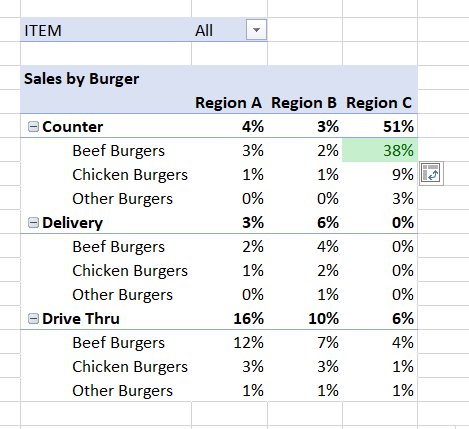 ITEM All
Sales by Burger
Region A Region B Region C
Counter 4% 3% 51%
Beef Burgers 3% 2% 38%
Chicken Burgers 1% 1% 9%
Other Burgers 0% 0% 3%
Delivery 3% 6% 0%
Beef Burgers 2% 4% 0%
Chicken Burgers 1% 2% 0%
Other Burgers 0% 1% 0%
Drive Thru 16% 10% 6%
Beef Burgers 12% 7% 4%
Chicken Burgers 3% 3% 1%
Other Burgers 1% 1% 1%